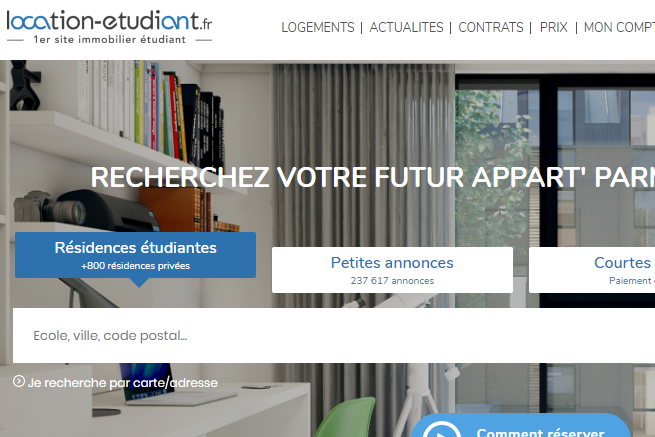 location-etudiant.fr
1er site immobilier étudiant
LOGEMENTS | ACTUALITES | CONTRATS | PRIX | MON COMPT
RECHERCHEZ VOTRE FUTUR APPART' PAR
Résidences étudiantes
+800 résidences privées
Petites annonces
237 617 annonces
Courtes
Paiement
Ecole, ville, code postal...
Je recherche par carte/adresse
Comment réserver